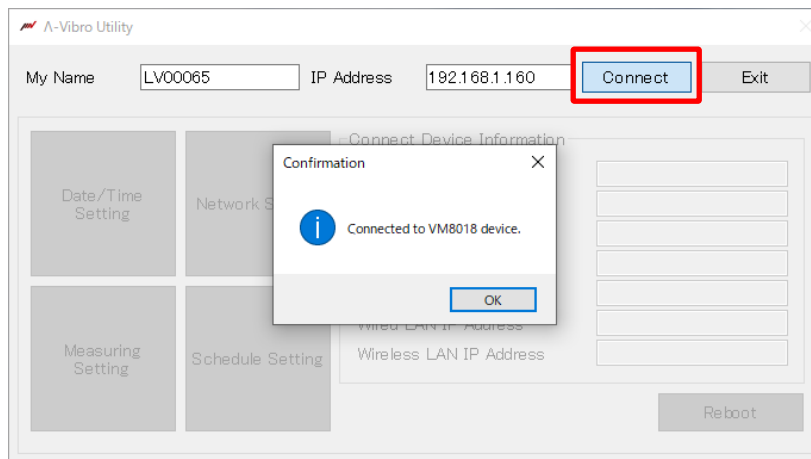 Λ-Vibro Utility
My Name LV00065 IP Address 192.168.1.160 Connect Exit
Connect Device Information
Confirmation
Date/Time
Setting
Network S
Connected to VM8018 device.
OK
Wired LAN IP Address
Measuring
Setting
Schedule Setting
Wireless LAN IP Address
Reboot